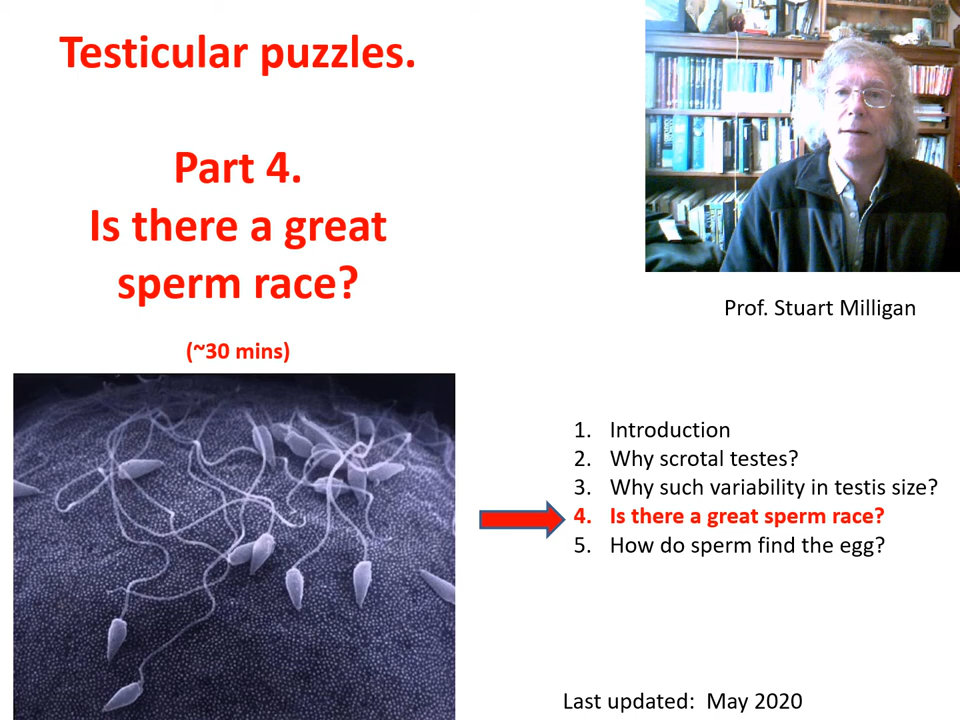 Testicular puzzles.
Part 4.
Is there a great
sperm race?
(~30 mins)
Prof. Stuart Milligan
1. Introduction
2. Why scrotal testes?
3. Why such variability in testis size?
4. Is there a great sperm race?
5. How do sperm find the egg?
Last updated: May 2020